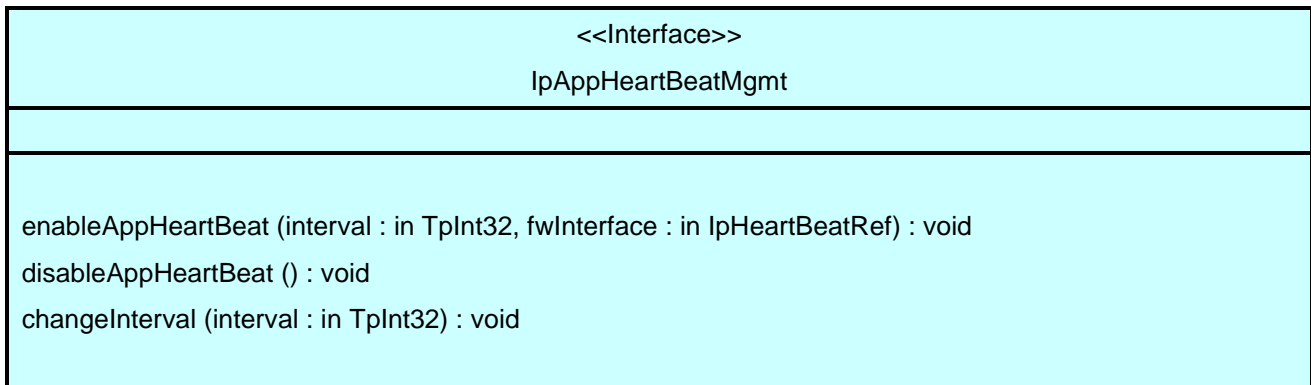 <<Interface>>
IpAppHeartBeatMgmt
enableAppHeartBeat (interval : in TpInt32, fwInterface : in IpHeartBeatRef) : void
disableAppHeartBeat () : void
changeInterval (interval : in TpInt32) : void